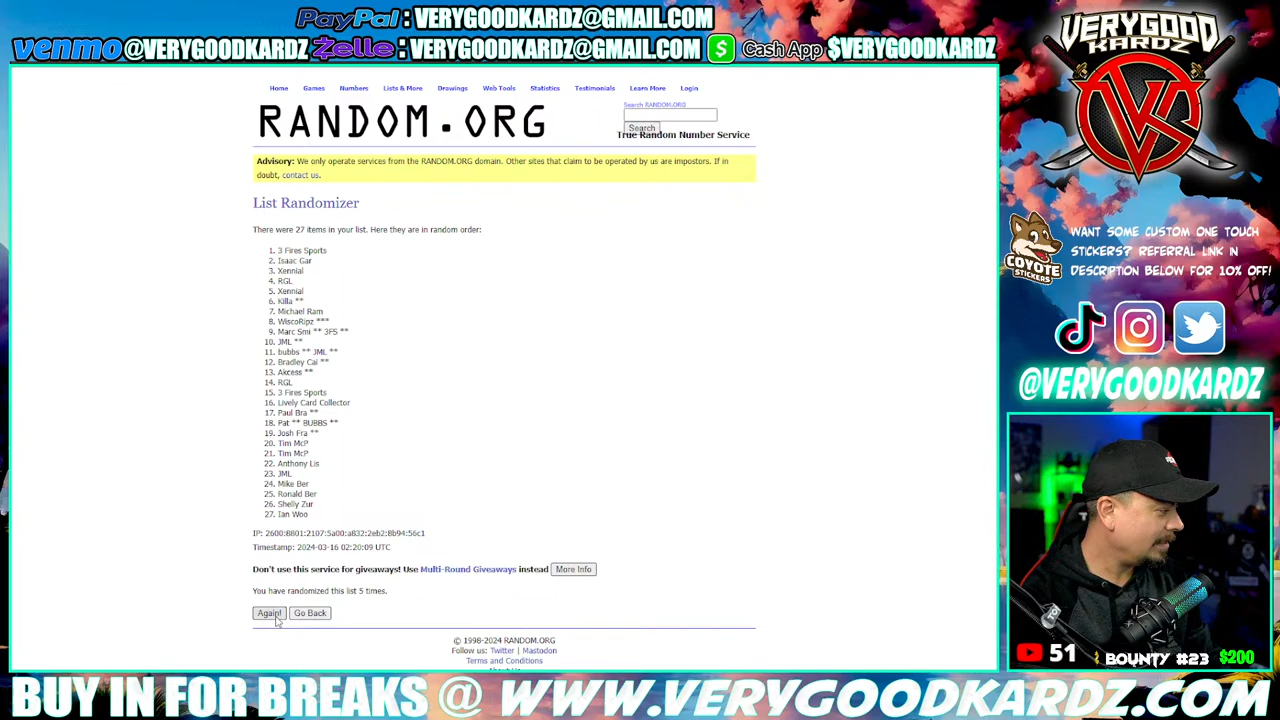 PayPal : VERYGOODKARDZ@GMAIL.COM
venmo@VERYGOODKARDZ Zelle : VERYGOODKARDZ@GMAIL.COM $ Cash App $VERYGOODKARDZ
VERYGOOD
KARDZ
Home Games Numbers Lists & More Drawings Web Tools Statistics Testimonials Learn More Login
RANDOM.ORG
Search RANDOM.ORG
Search
True Random Number Service
Advisory: We only operate services from the RANDOM.ORG domain. Other sites that claim to be operated by us are impostors. If in
doubt, contact us.
List Randomizer
There were 27 items in your list. Here they are in random order:
1. 3 Fires Sports
2. Isaac Gar
3. Xennial
4. RGL
5. Xennial
6. Killa **
7. Michael Ram
8. WiscoRipz ***
9. Marc Smi ** 3FS **
10. JML **
11. bubbs ** JML **
12. Bradley Cai **
13. Akcess **
14. RGL
15. 3 Fires Sports
16. Lively Card Collector
17. Paul Bra **
18. Pat ** BUBBS **
19. Josh Fra **
20. Tim McP
21. Tim McP
22. Anthony Lis
23. JML
24. Mike Ber
25. Ronald Ber
26. Shelly Zur
27. Ian Woo
IP: 2600:8801:2107:5a00:a832:2eb2:8b94:56c1
Timestamp: 2024-03-16 02:20:09 UTC
Don't use this service for giveaways! Use Multi-Round Giveaways instead More Info
You have randomized this list 5 times.
Again! Go Back
© 1998-2024 RANDOM.ORG
Follow us: Twitter | Mastodon
Terms and Conditions
About Us
COYOTE
STICKERS
WANT SOME CUSTOM ONE TOUCH
STICKERS? REFERRAL LINK IN
DESCRIPTION BELOW FOR 10% OFF!
@VERYGOODKARDZ
51 BOUNTY #23 $200
BUY IN FOR BREAKS @ WWW.VERYGOODKARDZ.COM